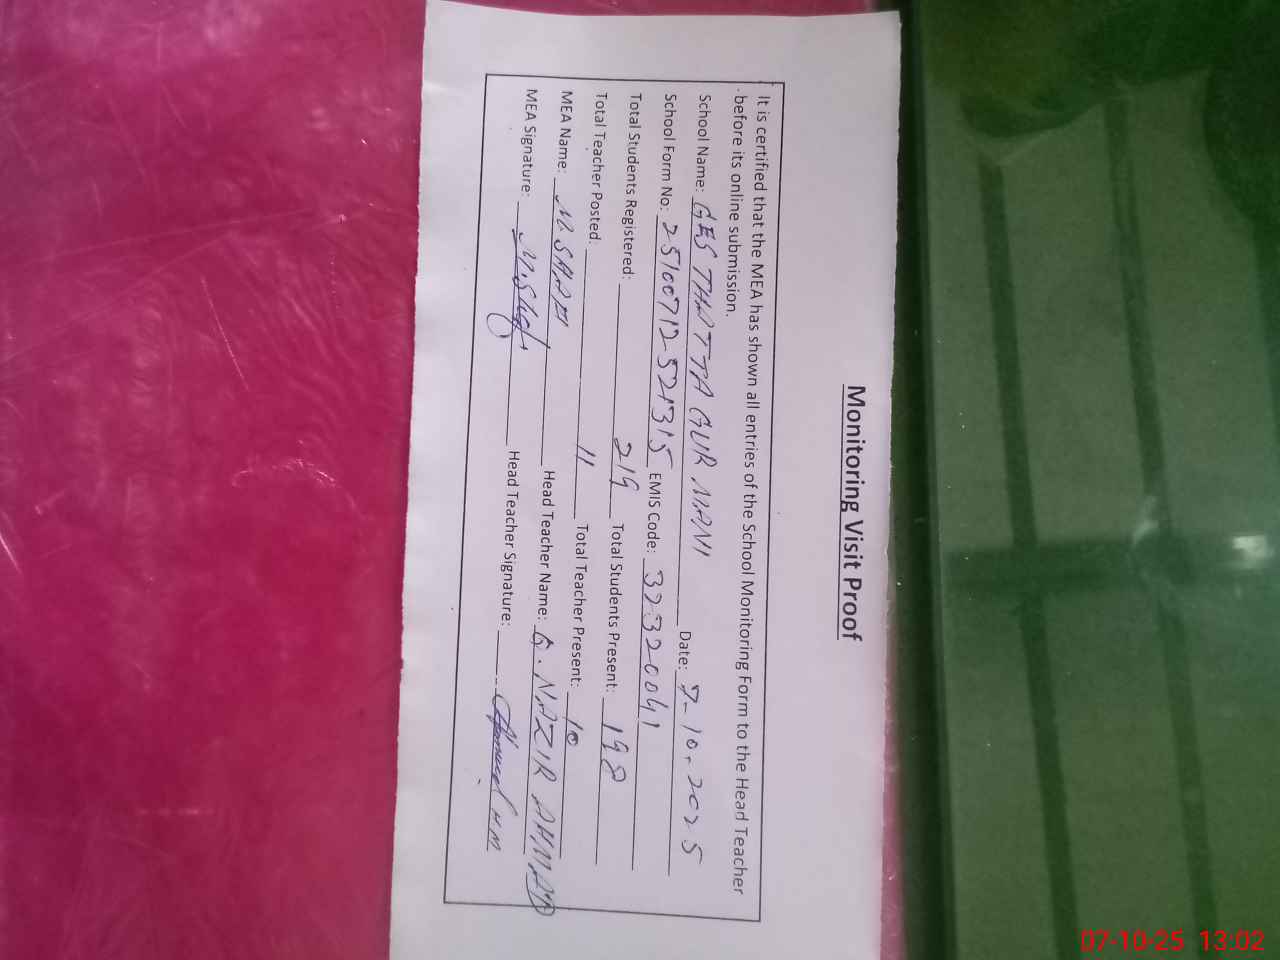 Monitoring Visit Proof
It is certified that the MEA has shown all entries of the School Monitoring Form to the Head Teacher
before its online submission.
School Name: GES THATTA GUR MANI Date: 7-10-2025
School Form No: 25100712521315 EMIS Code: 32320041
Total Students Registered: 219 Total Students Present: 198
Total Teacher Posted: 11 Total Teacher Present: 10
MEA Name: M. Head Teacher Name: G. NAZIR AHMAD
MEA Signature: Head Teacher Signature: HM
07-10-25 13:02